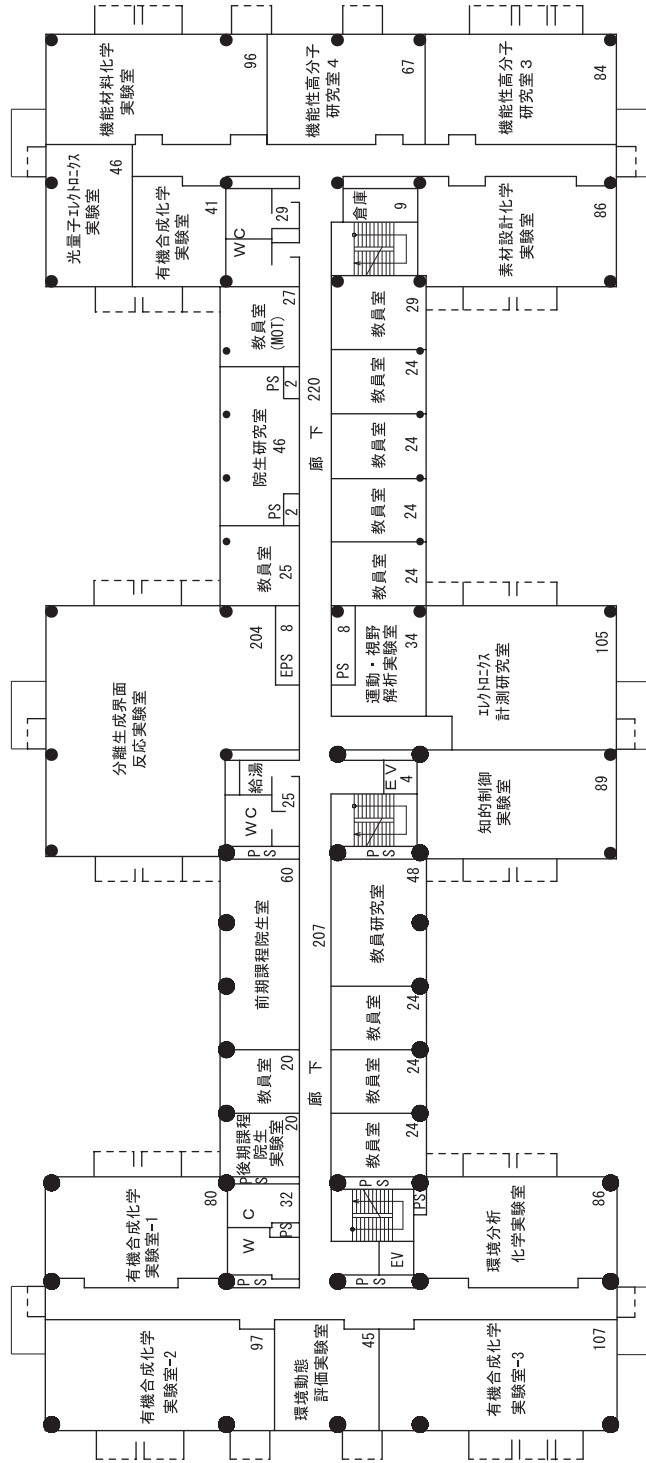 有機合成化学
実験室-2
97
有機合成化学
実験室-1
80
分離生成界面
反応実験室
204
光量子ｴﾚｸﾄﾛﾆｸｽ
実験室
46
有機合成化学
実験室
41
機能材料化学
実験室
96
環境動態
評価実験室
45
PS
W C
PS
32
PS
後期課程
院生
実験室
20
教員室
20
前期課程院生室
60
PS
WC
給湯
25
EPS 8
教員室
25
PS
2
院生研究室
46
PS
2
教員室
(MOT)
27
WC
29
機能性高分子
研究室４
67
廊 下
207
廊 下
220
PS
EV
PS
PS
教員室
24
教員室
24
教員室
24
教員研究室
48
PS
EV
4
PS 8
運動・視野
解析実験室
34
教員室
24
教員室
24
教員室
24
教員室
24
教員室
29
倉庫
9
有機合成化学
実験室-3
107
環境分析
化学実験室
86
知的制御
実験室
89
ｴﾚｸﾄﾛﾆｸｽ
計測研究室
105
素材設計化学
実験室
86
機能性高分子
研究室３
84